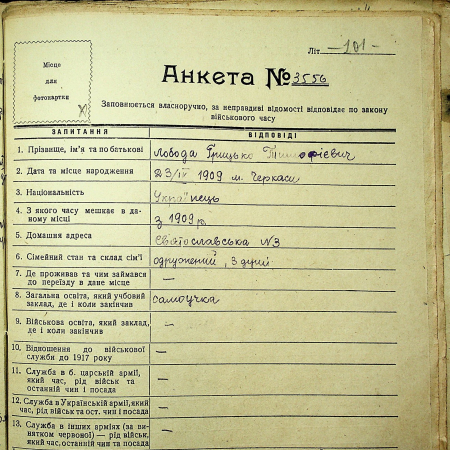 Літ. -101-
Місце
для
фотокартки
Анкета № 3556
Заповнюється власноручно, за неправдиві відомості відповідає по закону
військового часу
ЗАПИТАННЯ ВІДПОВІДІ
1. Прізвище, ім'я та по батькові Лобода Грицько Тимофієвич
2. Дата та місце народження 23/IV 1909 м. Черкаси
3. Національність Українець
4. З якого часу мешкає в да-
ному місці з 1909 р.
5. Домашня адреса Святославська №3
6. Сімейний стан та склад сім'ї одружений, 3 душі
7. Де проживав та чим займався
до переїзду в дане місце —
8. Загальна освіта, який учбовий
заклад, де і коли закінчив самоучка
9. Військова освіта, який заклад,
де і коли закінчив —
10. Відношення до військової
служби до 1917 року —
11. Служба в б. царській армії,
який час, рід військ та
останній чин і посада —
12. Служба в Українській армії, який
час, рід військ та ост. чин і посада —
13. Служба в інших арміях (за ви-
нятком червоної) — рід військ,
який час, останній чин та посада —